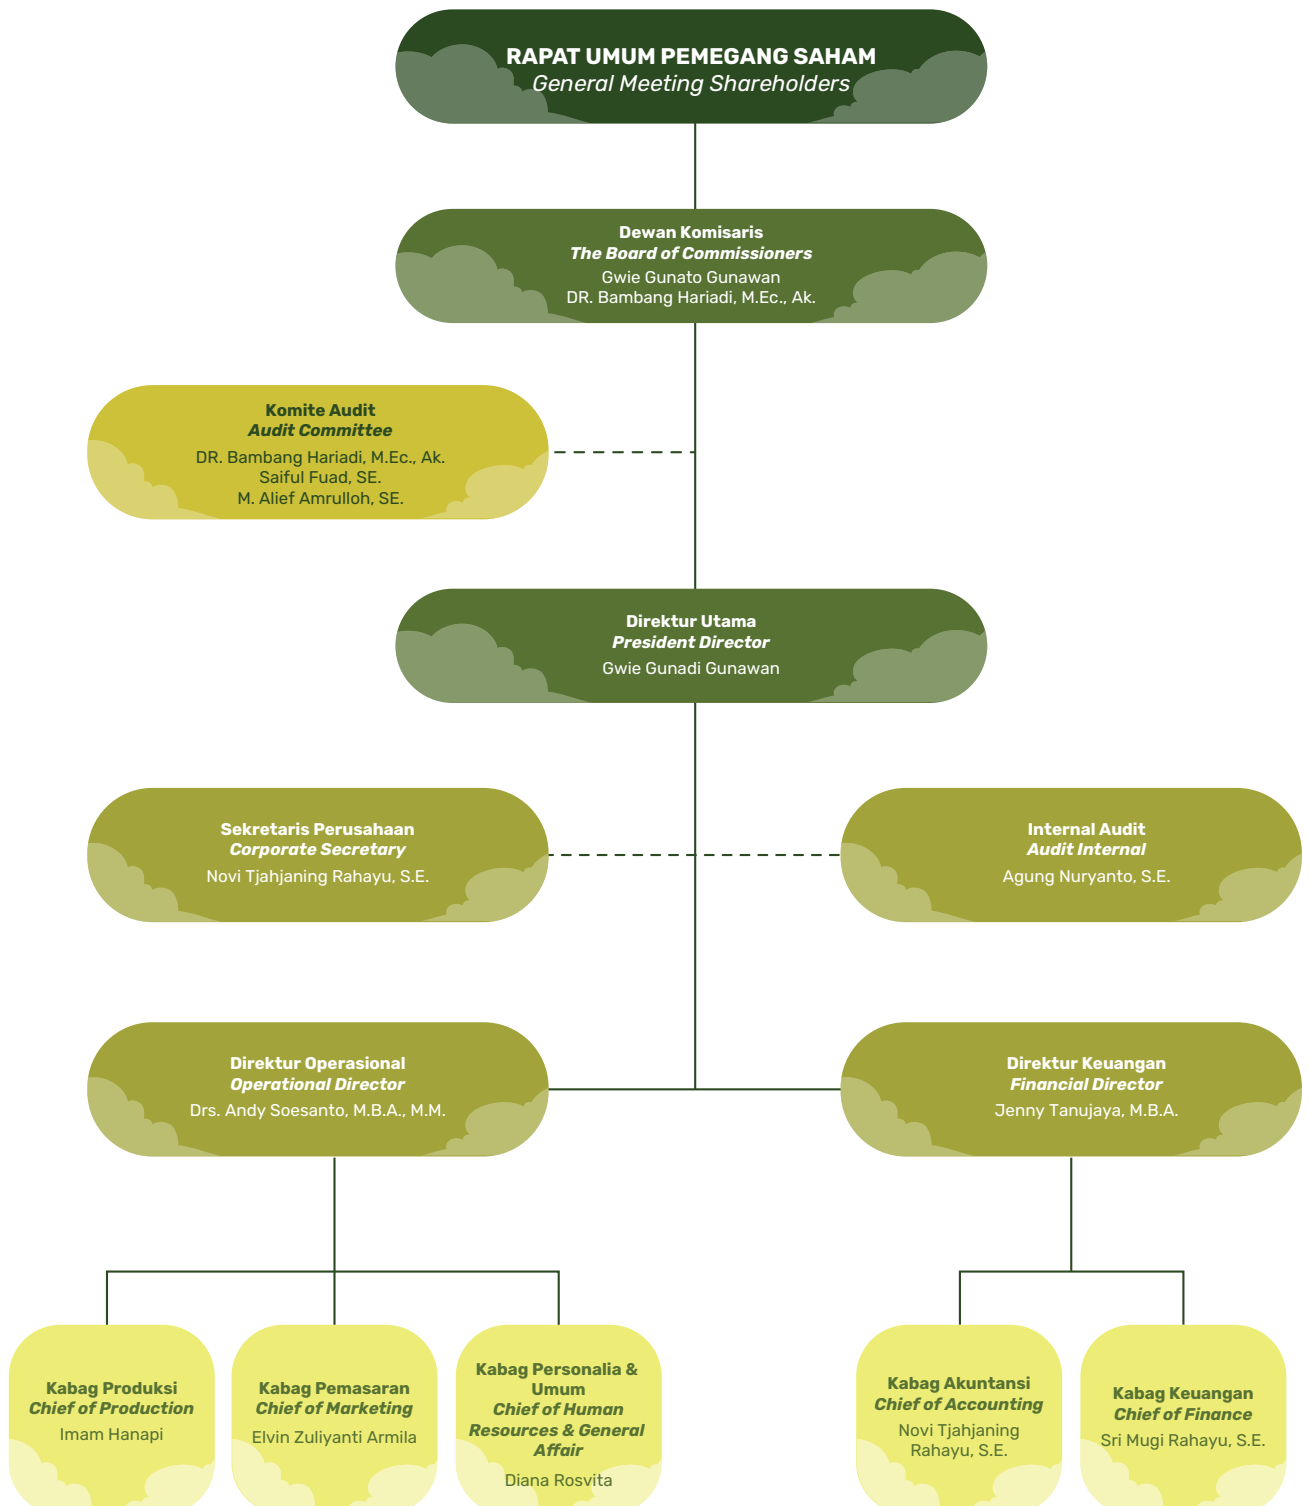 RAPAT UMUM PEMEGANG SAHAM
General Meeting Shareholders
Dewan Komisaris
The Board of Commissioners
Gwie Gunato Gunawan
DR. Bambang Hariadi, M.Ec., Ak.
Komite Audit
Audit Committee
DR. Bambang Hariadi, M.Ec., Ak.
Saiful Fuad, SE.
M. Alief Amrulloh, SE.
Direktur Utama
President Director
Gwie Gunadi Gunawan
Sekretaris Perusahaan
Corporate Secretary
Novi Tjahjaning Rahayu, S.E.
Internal Audit
Audit Internal
Agung Nuryanto, S.E.
Direktur Operasional
Operational Director
Drs. Andy Soesanto, M.B.A., M.M.
Direktur Keuangan
Financial Director
Jenny Tanujaya, M.B.A.
Kabag Produksi
Chief of Production
Imam Hanapi
Kabag Pemasaran
Chief of Marketing
Elvin Zuliyanti Armila
Kabag Personalia &
Umum
Chief of Human
Resources & General
Affair
Diana Rosvita
Kabag Akuntansi
Chief of Accounting
Novi Tjahjaning
Rahayu, S.E.
Kabag Keuangan
Chief of Finance
Sri Mugi Rahayu, S.E.